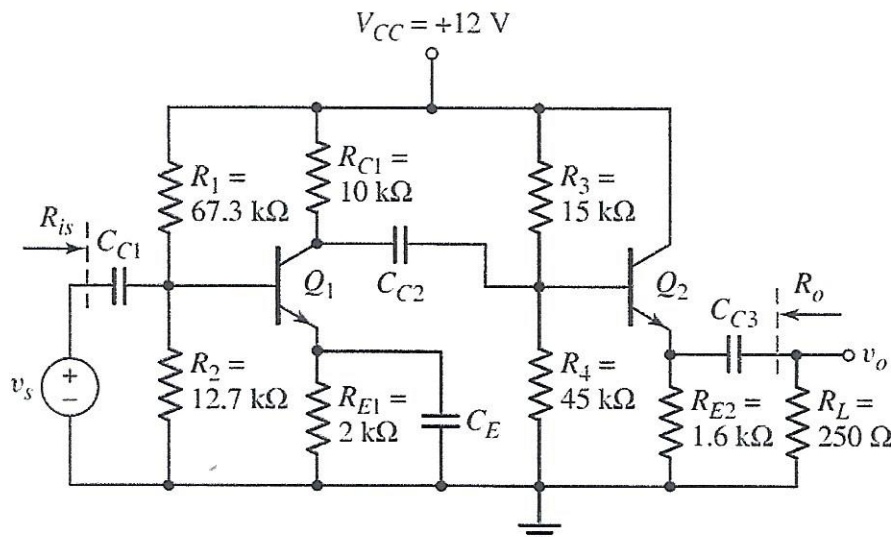 V_CC = +12 V
R_1 =
67.3 kΩ
R_C1 =
10 kΩ
R_3 =
15 kΩ
R_is
C_C1
Q_1
C_C2
Q_2
C_C3
R_o
v_s
+
−
R_2 =
12.7 kΩ
R_E1 =
2 kΩ
C_E
R_4 =
45 kΩ
R_E2 =
1.6 kΩ
R_L =
250 Ω
v_o